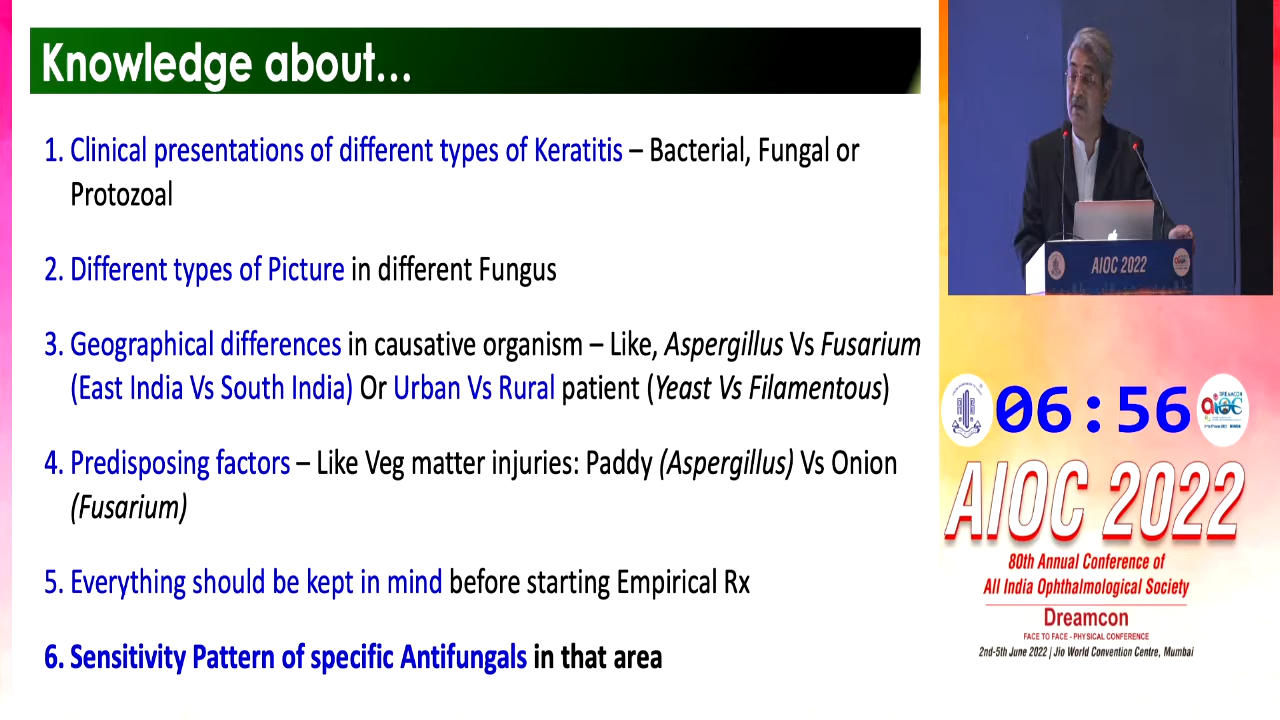 Knowledge about...
1. Clinical presentations of different types of Keratitis – Bacterial, Fungal or
Protozoal
2. Different types of Picture in different Fungus
3. Geographical differences in causative organism – Like, Aspergillus Vs Fusarium
(East India Vs South India) Or Urban Vs Rural patient (Yeast Vs Filamentous)
4. Predisposing factors – Like Veg matter injuries: Paddy (Aspergillus) Vs Onion
(Fusarium)
5. Everything should be kept in mind before starting Empirical Rx
6. Sensitivity Pattern of specific Antifungals in that area
AIOC 2022
06:56
AIOC 2022
80th Annual Conference of
All India Ophthalmological Society
Dreamcon
FACE TO FACE - PHYSICAL CONFERENCE
2nd-5th June 2022 | Jio World Convention Centre, Mumbai